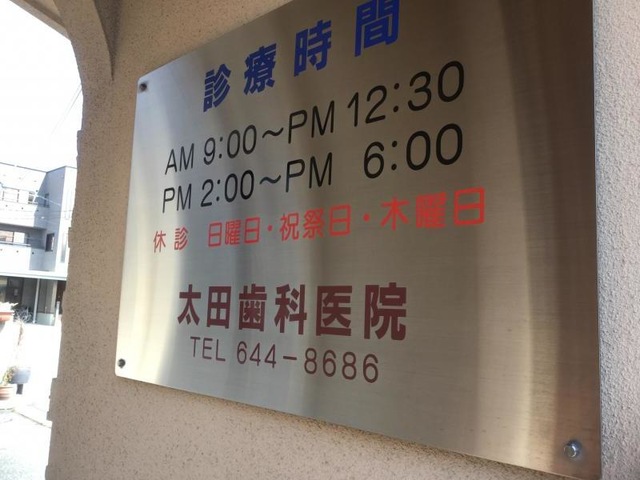 診療時間
AM 9:00～PM 12:30
PM 2:00～PM 6:00
休診 日曜日・祝祭日・木曜日
太田歯科医院
TEL 644-8686